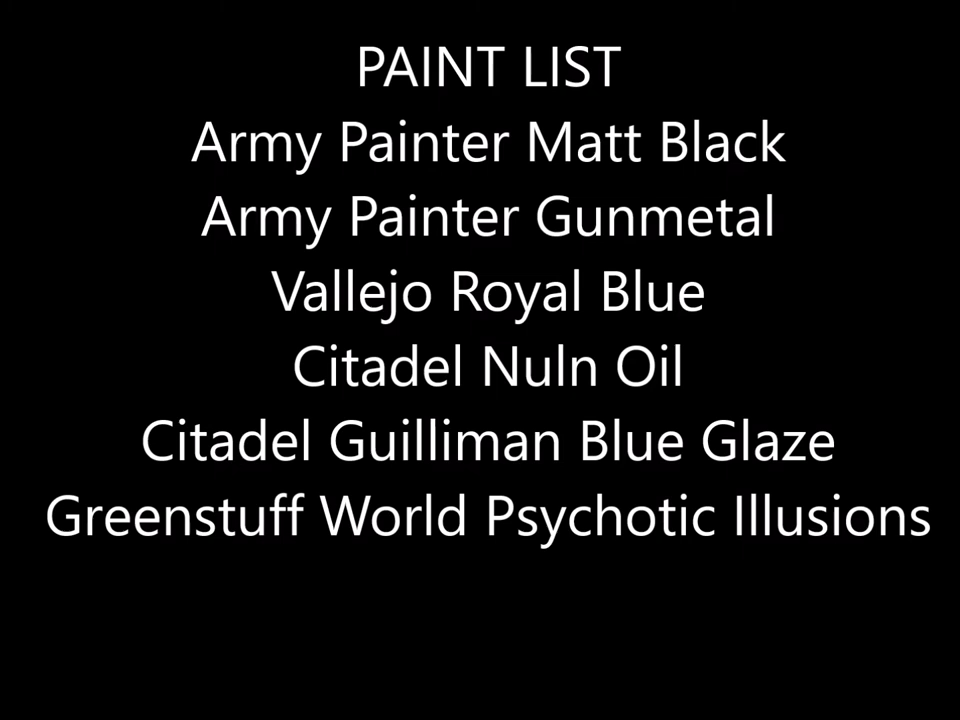 PAINT LIST
Army Painter Matt Black
Army Painter Gunmetal
Vallejo Royal Blue
Citadel Nuln Oil
Citadel Guilliman Blue Glaze
Greenstuff World Psychotic Illusions